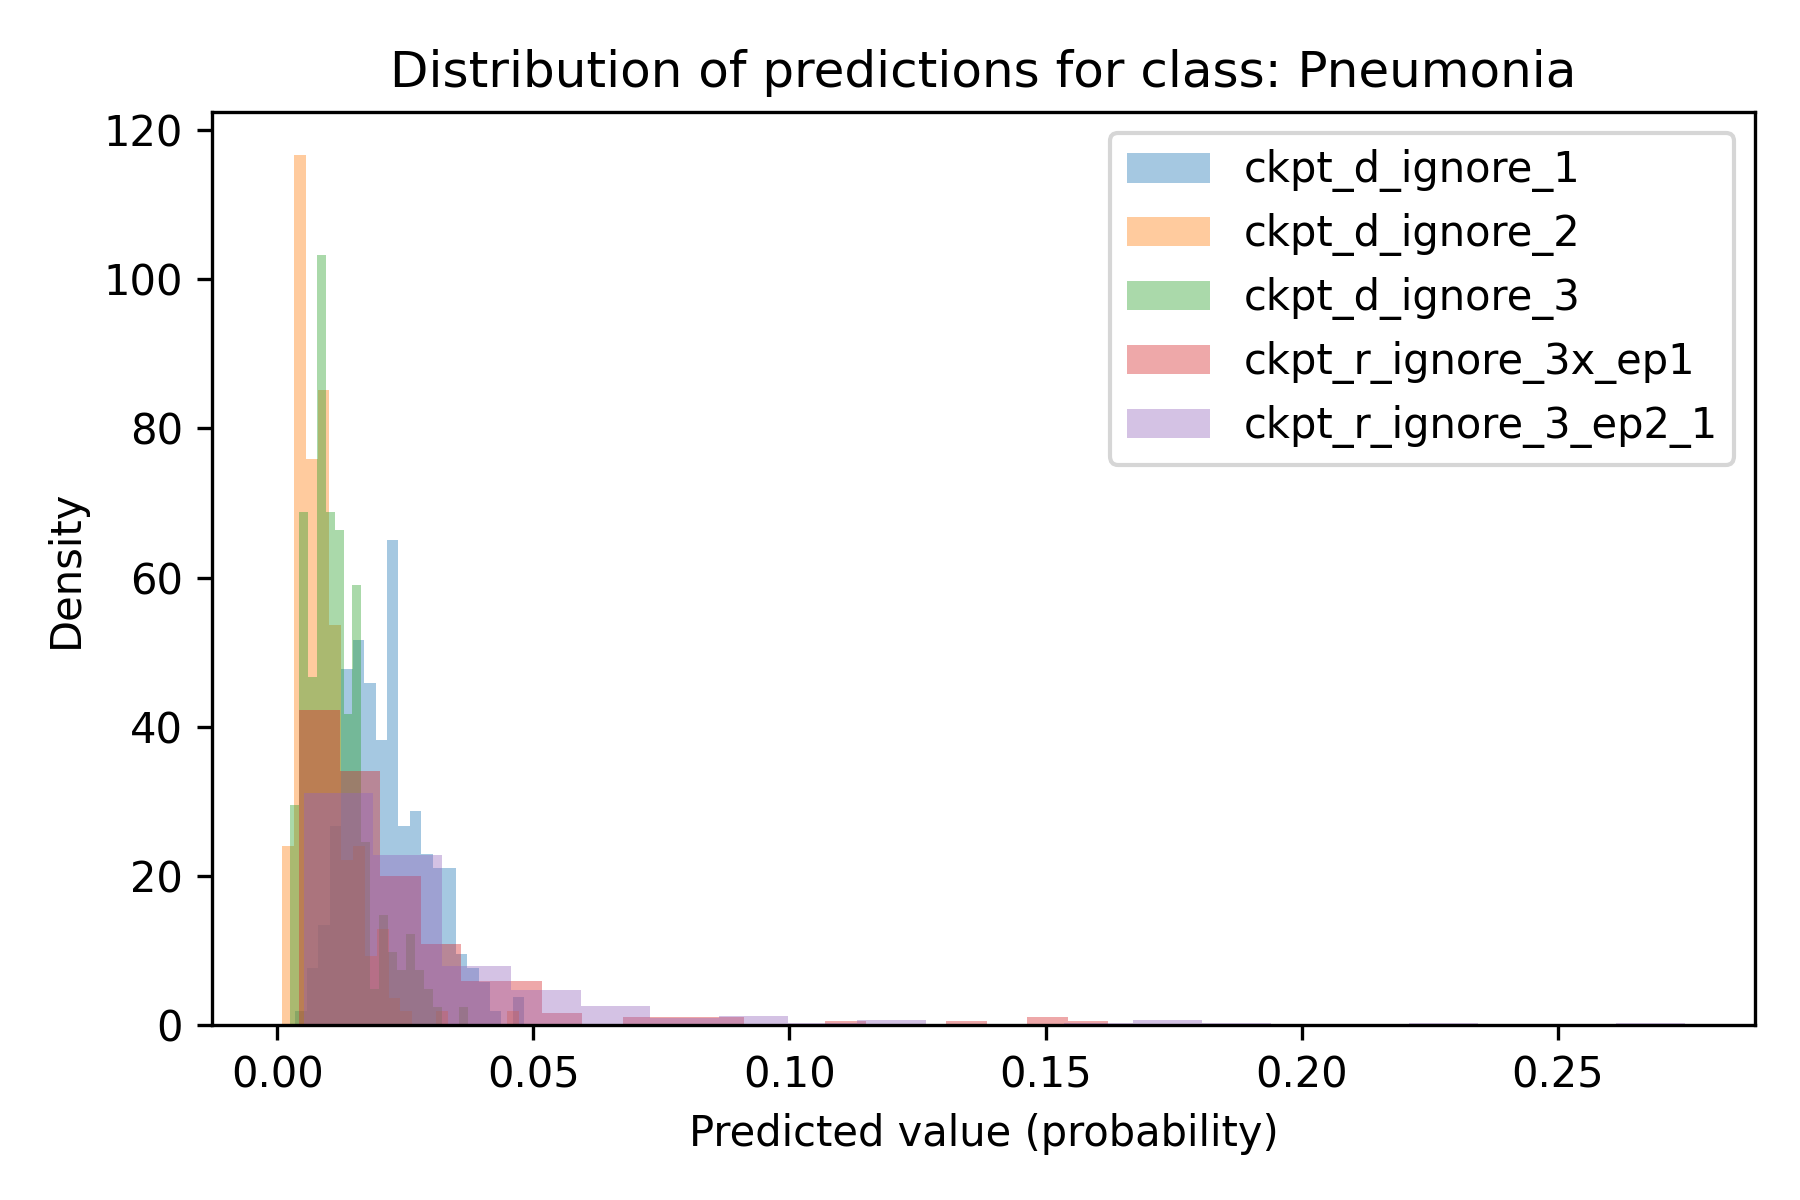 Distribution of predictions for class: Pneumonia
120
100
80
60
40
20
0
Density
ckpt_d_ignore_1
ckpt_d_ignore_2
ckpt_d_ignore_3
ckpt_r_ignore_3x_ep1
ckpt_r_ignore_3_ep2_1
0.00 0.05 0.10 0.15 0.20 0.25
Predicted value (probability)